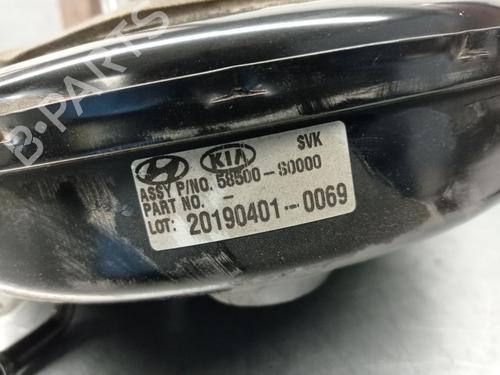 B-PARTS
KIA SVK
ASSY P/NO. 58500-S0000
PART NO. -
LOT: 20190401-0069